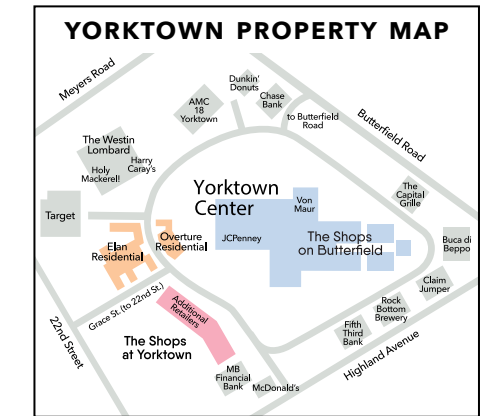 YORKTOWN PROPERTY MAP
Meyers Road
Dunkin'
Donuts
Chase
Bank
AMC
18
Yorktown
to Butterfield
Road
Butterfield Road
The Westin
Lombard
Harry
Caray's
Holy
Mackerel!
Yorktown
Center
Von
Maur
The
Capital
Grille
Target
Overture
Residential
JCPenney
The Shops
on Butterfield
Elan
Residential
Buca di
Beppo
Claim
Jumper
Grace St. (to 22nd St.)
Additional
Retailers
Rock
Bottom
Brewery
Fifth
Third
Bank
22nd Street
The Shops
at Yorktown
Highland Avenue
MB
Financial
Bank
McDonald's